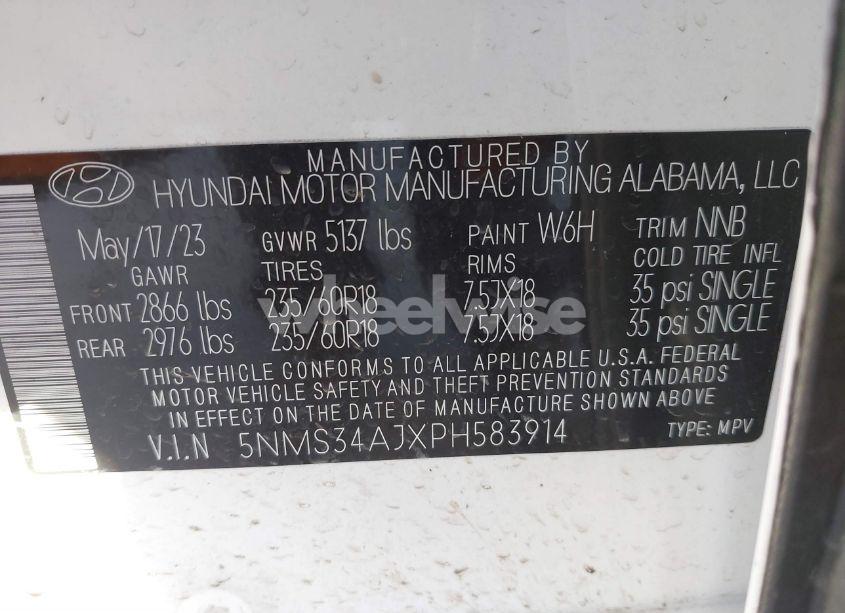 MANUFACTURED BY
HYUNDAI MOTOR MANUFACTURING ALABAMA, LLC
May/17/23 GVWR 5137 lbs PAINT W6H TRIM NNB
GAWR TIRES RIMS COLD TIRE INFL
FRONT 2866 lbs 235/60R18 7.5JX18 35 psi SINGLE
REAR 2976 lbs 235/60R18 7.5JX18 35 psi SINGLE
wheelwise
THIS VEHICLE CONFORMS TO ALL APPLICABLE U.S.A. FEDERAL
MOTOR VEHICLE SAFETY AND THEFT PREVENTION STANDARDS
IN EFFECT ON THE DATE OF MANUFACTURE SHOWN ABOVE
V.I.N 5NMS34AJXPH583914 TYPE: MPV